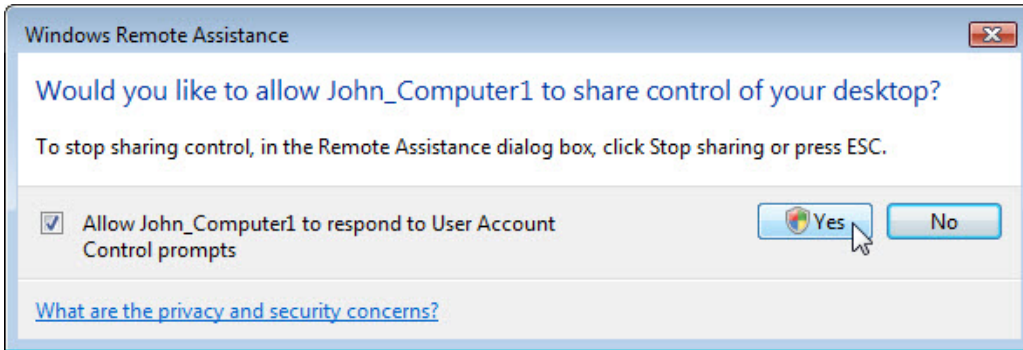 Windows Remote Assistance
Would you like to allow John_Computer1 to share control of your desktop?
To stop sharing control, in the Remote Assistance dialog box, click Stop sharing or press ESC.
Allow John_Computer1 to respond to User Account
Control prompts
Yes
No
What are the privacy and security concerns?